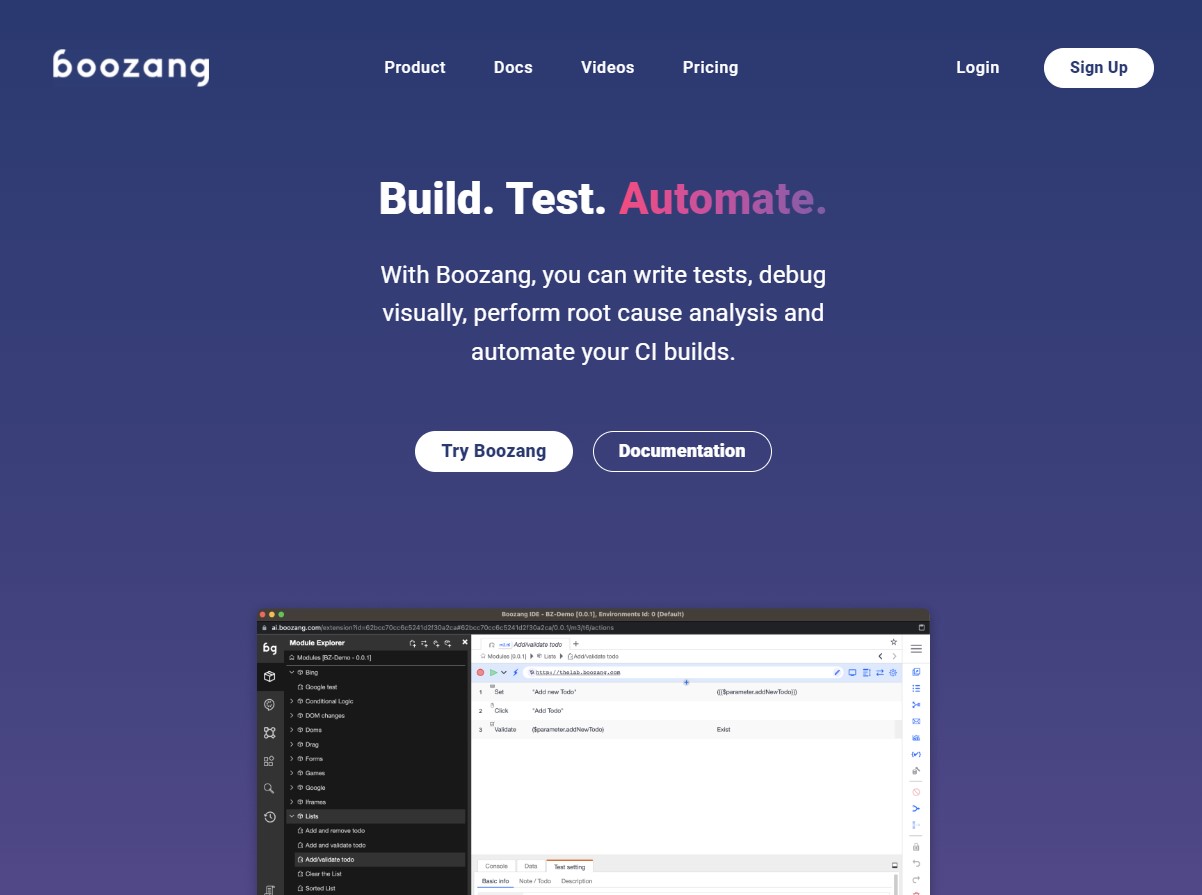 boozang
Product
Docs
Videos
Pricing
Login
Sign Up
Build. Test. Automate.
With Boozang, you can write tests, debug
visually, perform root cause analysis and
automate your CI builds.
Try Boozang
Documentation
Boozang IDE - BZ-Demo [0.0.1], Environments Id: 0 (Default)
ai.boozang.com/extension?id=62bcc70cc6c5241d2f30a2ca#62bcc70cc6c5241d2f30a2ca/0.0.1/m3/t6/actions
bg
Module Explorer
Modules [BZ-Demo - 0.0.1]
Bing
Google test
Conditional Logic
DOM changes
Doms
Drag
Forms
Games
Google
Iframes
Lists
Add and remove todo
Add and validate todo
Add/validate todo
Clear the List
Sorted List
Add/validate todo
Modules [0.0.1]
Lists
Add/validate todo
http://thelab.boozang.com
1 Set "Add new Todo" {{{$parameter.addNewTodo}}}
2 Click "Add Todo"
3 Validate {$parameter.addNewTodo} Exist
Console
Data
Test setting
Basic info
Note / Todo
Description